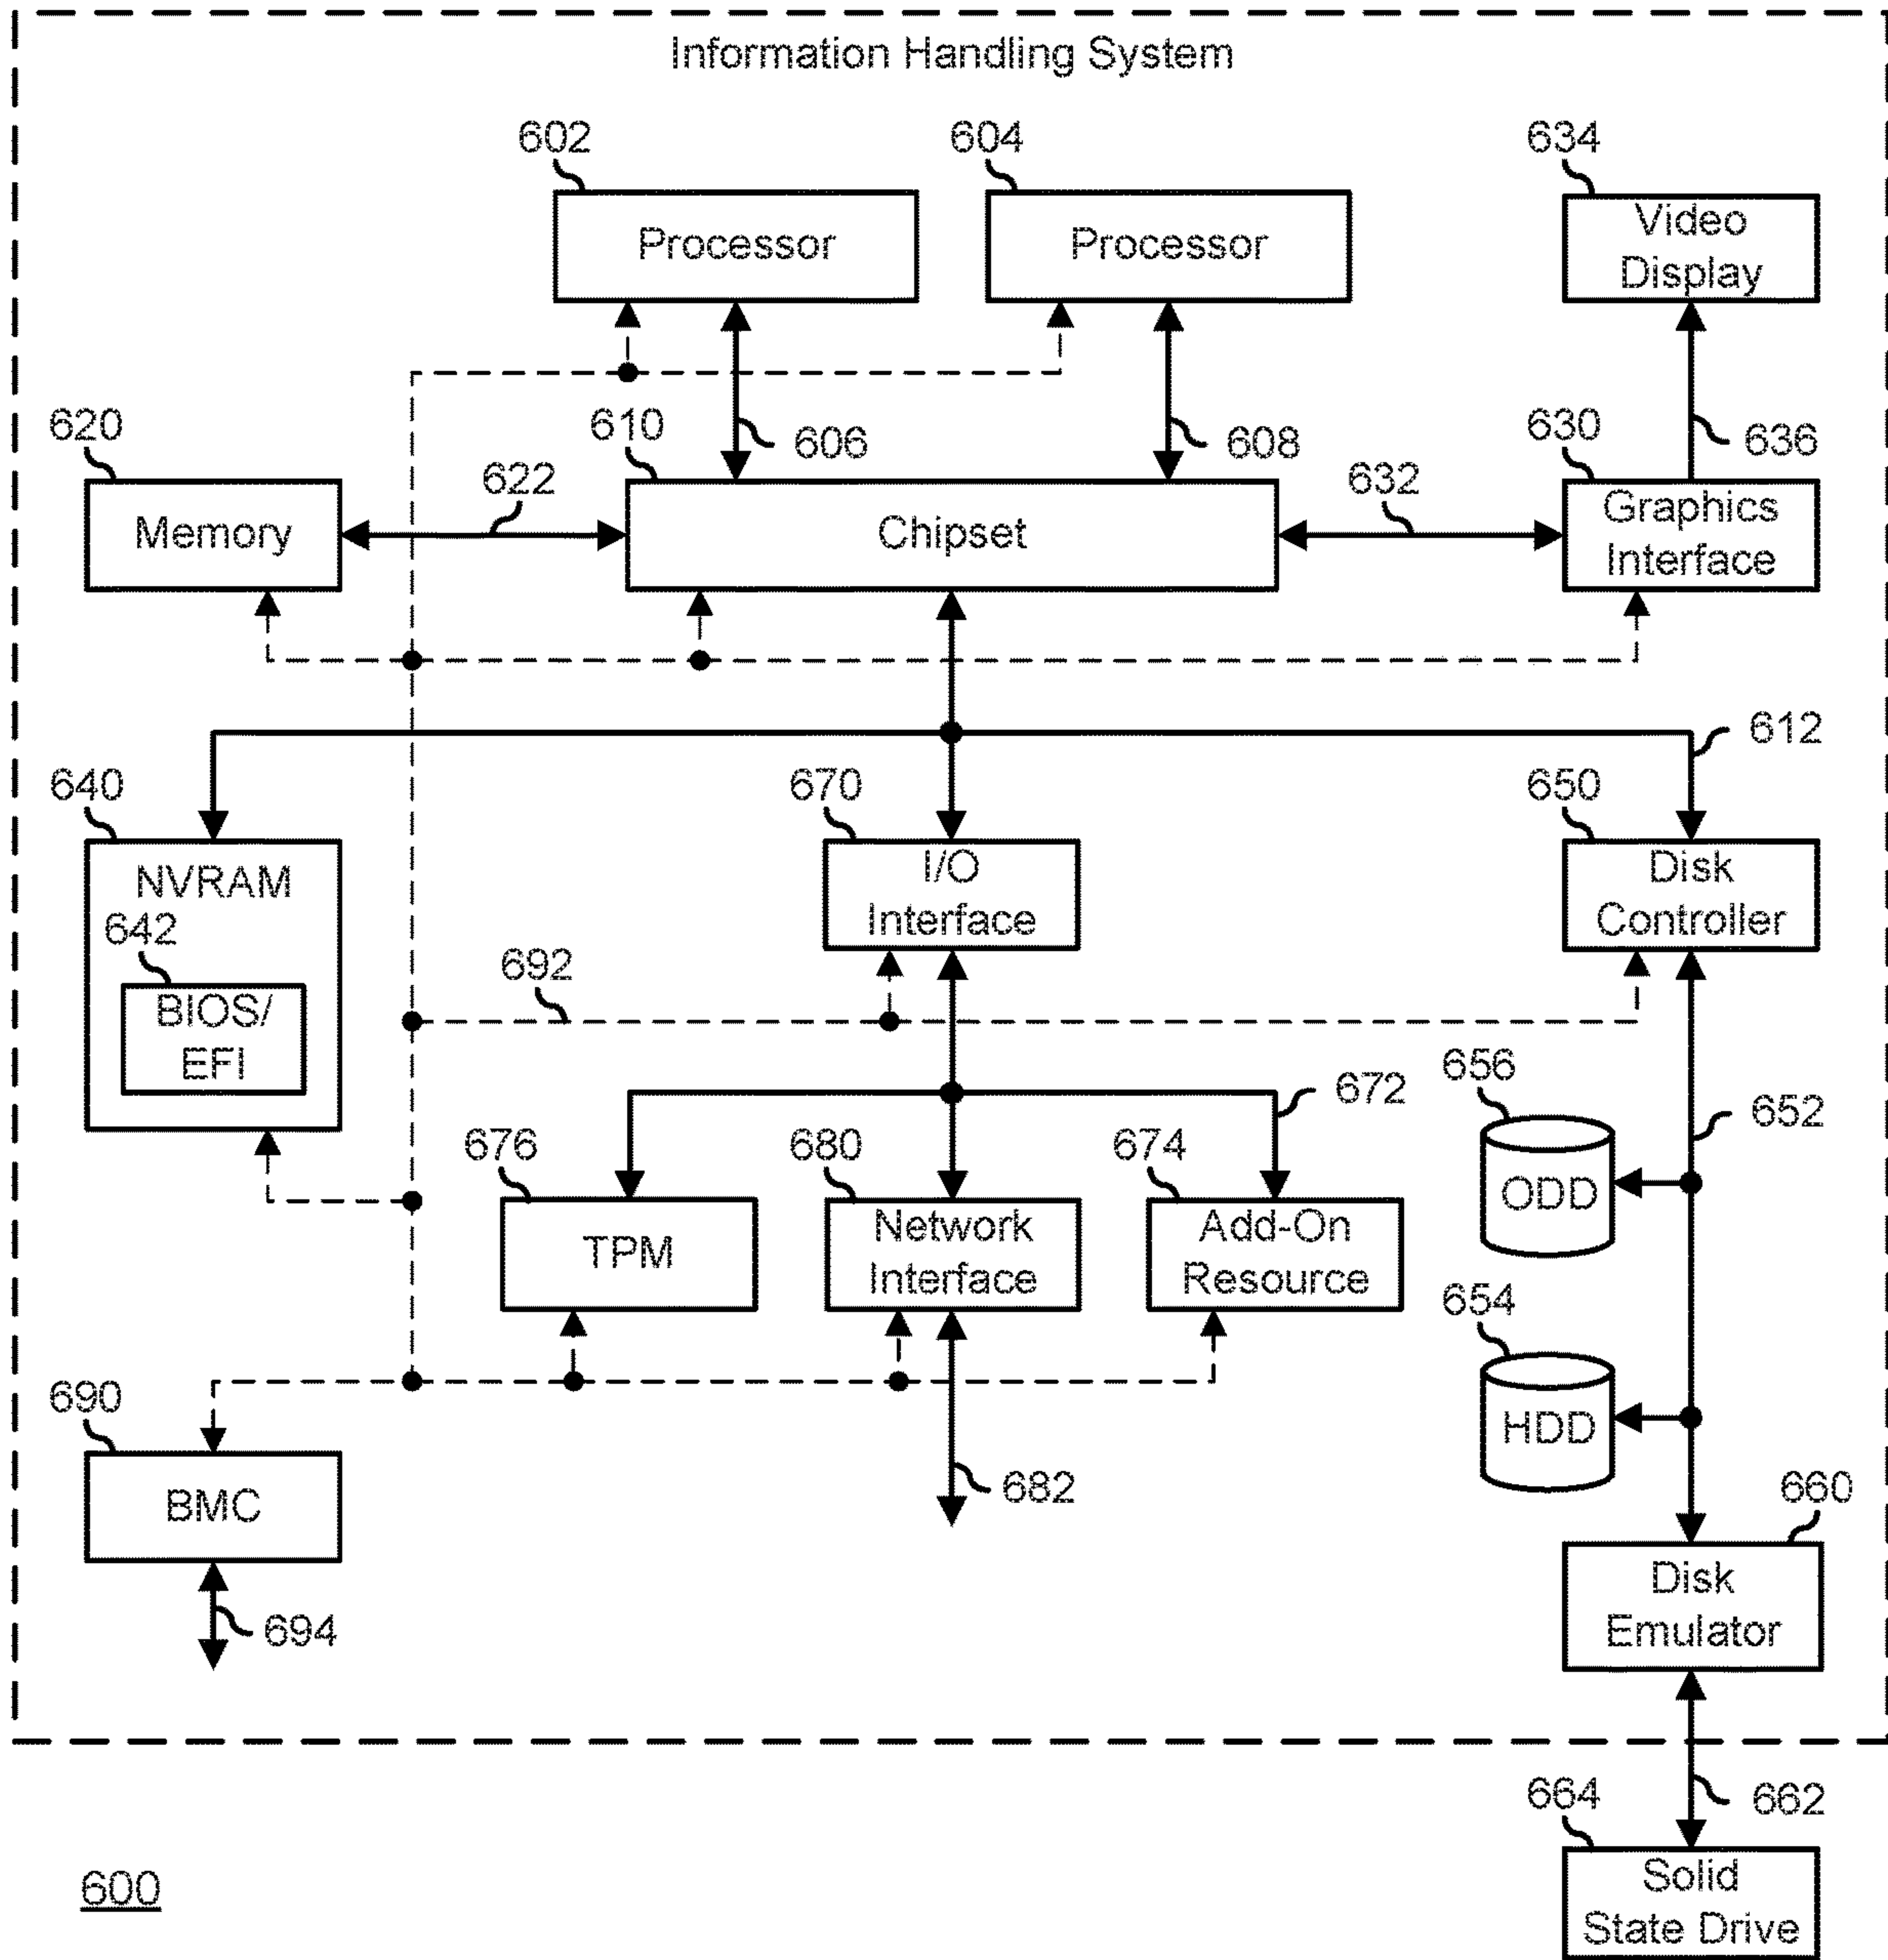 Information Handling System
602
604
634
Processor
Processor
Video
Display
620
610
606
608
630
636
622
632
Memory
Chipset
Graphics
Interface
612
640
670
650
NVRAM
I/O
Interface
Disk
Controller
642
692
BIOS/
EFI
656
672
652
676
680
674
ODD
TPM
Network
Interface
Add-On
Resource
654
690
HDD
682
660
BMC
Disk
Emulator
694
664
662
600
Solid
State Drive